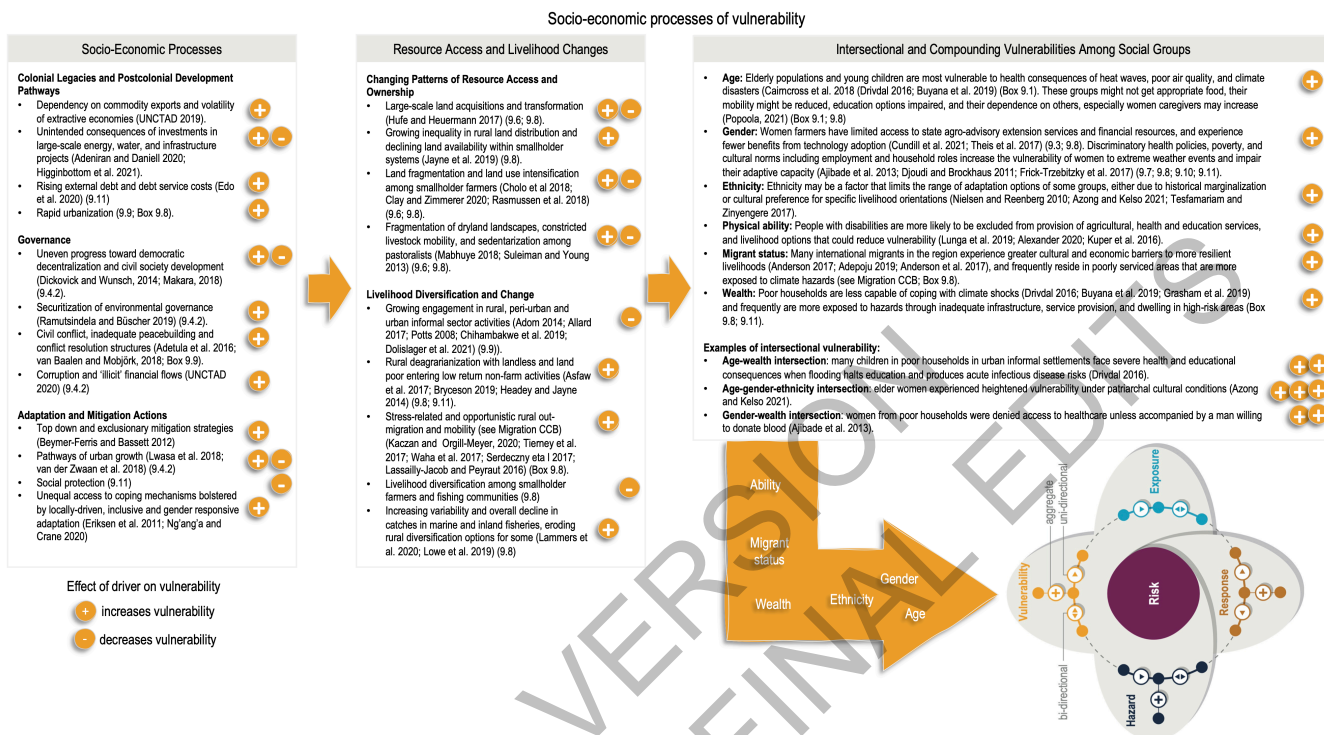 Socio-economic processes of vulnerability
Socio-Economic Processes
Colonial Legacies and Postcolonial Development
Pathways
• Dependency on commodity exports and volatility
of extractive economies (UNCTAD 2019).
+
• Unintended consequences of investments in
large-scale energy, water, and infrastructure
projects (Adeniran and Daniell 2020;
Higginbottom et al. 2021).
+ -
• Rising external debt and debt service costs (Edo
et al. 2020) (9.11)
+
• Rapid urbanization (9.9; Box 9.8).
+
Governance
• Uneven progress toward democratic
decentralization and civil society development
(Dickovick and Wunsch, 2014; Makara, 2018)
(9.4.2).
+ -
• Securitization of environmental governance
(Ramutsindela and Büscher 2019) (9.4.2).
+
• Civil conflict, inadequate peacebuilding and
conflict resolution structures (Adetula et al. 2016;
van Baalen and Mobjörk, 2018; Box 9.9).
+
• Corruption and 'illicit' financial flows (UNCTAD
2020) (9.4.2)
+
Adaptation and Mitigation Actions
• Top down and exclusionary mitigation strategies
(Beymer-Ferris and Bassett 2012)
+
• Pathways of urban growth (Lwasa et al. 2018;
van der Zwaan et al. 2018) (9.4.2)
+ -
• Social protection (9.11)
-
• Unequal access to coping mechanisms bolstered
by locally-driven, inclusive and gender responsive
adaptation (Eriksen et al. 2011; Ng'ang'a and
Crane 2020)
+
Resource Access and Livelihood Changes
Changing Patterns of Resource Access and
Ownership
• Large-scale land acquisitions and transformation
(Hufe and Heuermann 2017) (9.6; 9.8).
+ -
• Growing inequality in rural land distribution and
declining land availability within smallholder
systems (Jayne et al. 2019) (9.8).
+
• Land fragmentation and land use intensification
among smallholder farmers (Cholo et al 2018;
Clay and Zimmerer 2020; Rasmussen et al. 2018)
(9.6; 9.8).
+ -
• Fragmentation of dryland landscapes, constricted
livestock mobility, and sedentarization among
pastoralists (Mabhuye 2018; Suleiman and Young
2013) (9.6; 9.8).
+ -
Livelihood Diversification and Change
• Growing engagement in rural, peri-urban and
urban informal sector activities (Adom 2014; Allard
2017; Potts 2008; Chihambakwe et al. 2019;
Dolislager et al. 2021) (9.9)).
-
• Rural deagrarianization with landless and land
poor entering low return non-farm activities (Asfaw
et al. 2017; Bryceson 2019; Headey and Jayne
2014) (9.8; 9.11).
+
• Stress-related and opportunistic rural out-
migration and mobility (see Migration CCB)
(Kaczan and Orgill-Meyer, 2020; Tierney et al.
2017; Waha et al. 2017; Serdeczny eta l 2017;
Lassailly-Jacob and Peyraut 2016) (Box 9.8).
+
• Livelihood diversification among smallholder
farmers and fishing communities (9.8)
-
• Increasing variability and overall decline in
catches in marine and inland fisheries, eroding
rural diversification options for some (Lammers et
al. 2020; Lowe et al. 2019) (9.8)
+
Intersectional and Compounding Vulnerabilities Among Social Groups
• Age: Elderly populations and young children are most vulnerable to health consequences of heat waves, poor air quality, and climate
disasters (Cairncross et al. 2018 (Drivdal 2016; Buyana et al. 2019) (Box 9.1). These groups might not get appropriate food, their
mobility might be reduced, education options impaired, and their dependence on others, especially women caregivers may increase
(Popoola, 2021) (Box 9.1; 9.8)
+
• Gender: Women farmers have limited access to state agro-advisory extension services and financial resources, and experience
fewer benefits from technology adoption (Cundill et al. 2021; Theis et al. 2017) (9.3; 9.8). Discriminatory health policies, poverty, and
cultural norms including employment and household roles increase the vulnerability of women to extreme weather events and impair
their adaptive capacity (Ajibade et al. 2013; Djoudi and Brockhaus 2011; Frick-Trzebitzky et al. 2017) (9.7; 9.8; 9.10; 9.11).
+
• Ethnicity: Ethnicity may be a factor that limits the range of adaptation options of some groups, either due to historical marginalization
or cultural preference for specific livelihood orientations (Nielsen and Reenberg 2010; Azong and Kelso 2021; Tesfamariam and
Zinyengere 2017).
+
• Physical ability: People with disabilities are more likely to be excluded from provision of agricultural, health and education services,
and livelihood options that could reduce vulnerability (Lunga et al. 2019; Alexander 2020; Kuper et al. 2016).
+
• Migrant status: Many international migrants in the region experience greater cultural and economic barriers to more resilient
livelihoods (Anderson 2017; Adepoju 2019; Anderson et al. 2017), and frequently reside in poorly serviced areas that are more
exposed to climate hazards (see Migration CCB; Box 9.8).
+
• Wealth: Poor households are less capable of coping with climate shocks (Drivdal 2016; Buyana et al. 2019; Grasham et al. 2019)
and frequently are more exposed to hazards through inadequate infrastructure, service provision, and dwelling in high-risk areas (Box
9.8; 9.11).
+
Examples of intersectional vulnerability:
• Age-wealth intersection: many children in poor households in urban informal settlements face severe health and educational
consequences when flooding halts education and produces acute infectious disease risks (Drivdal 2016).
+ +
• Age-gender-ethnicity intersection: elder women experienced heightened vulnerability under patriarchal cultural conditions (Azong
and Kelso 2021).
+ + +
• Gender-wealth intersection: women from poor households were denied access to healthcare unless accompanied by a man willing
to donate blood (Ajibade et al. 2013).
+ +
Effect of driver on vulnerability
+ increases vulnerability
- decreases vulnerability
Ability
Migrant
status
Wealth
Ethnicity
Gender
Age
aggregate
uni-directional
bi-directional
Vulnerability
Exposure
Risk
Response
Hazard
VERSION
FINAL EDITS